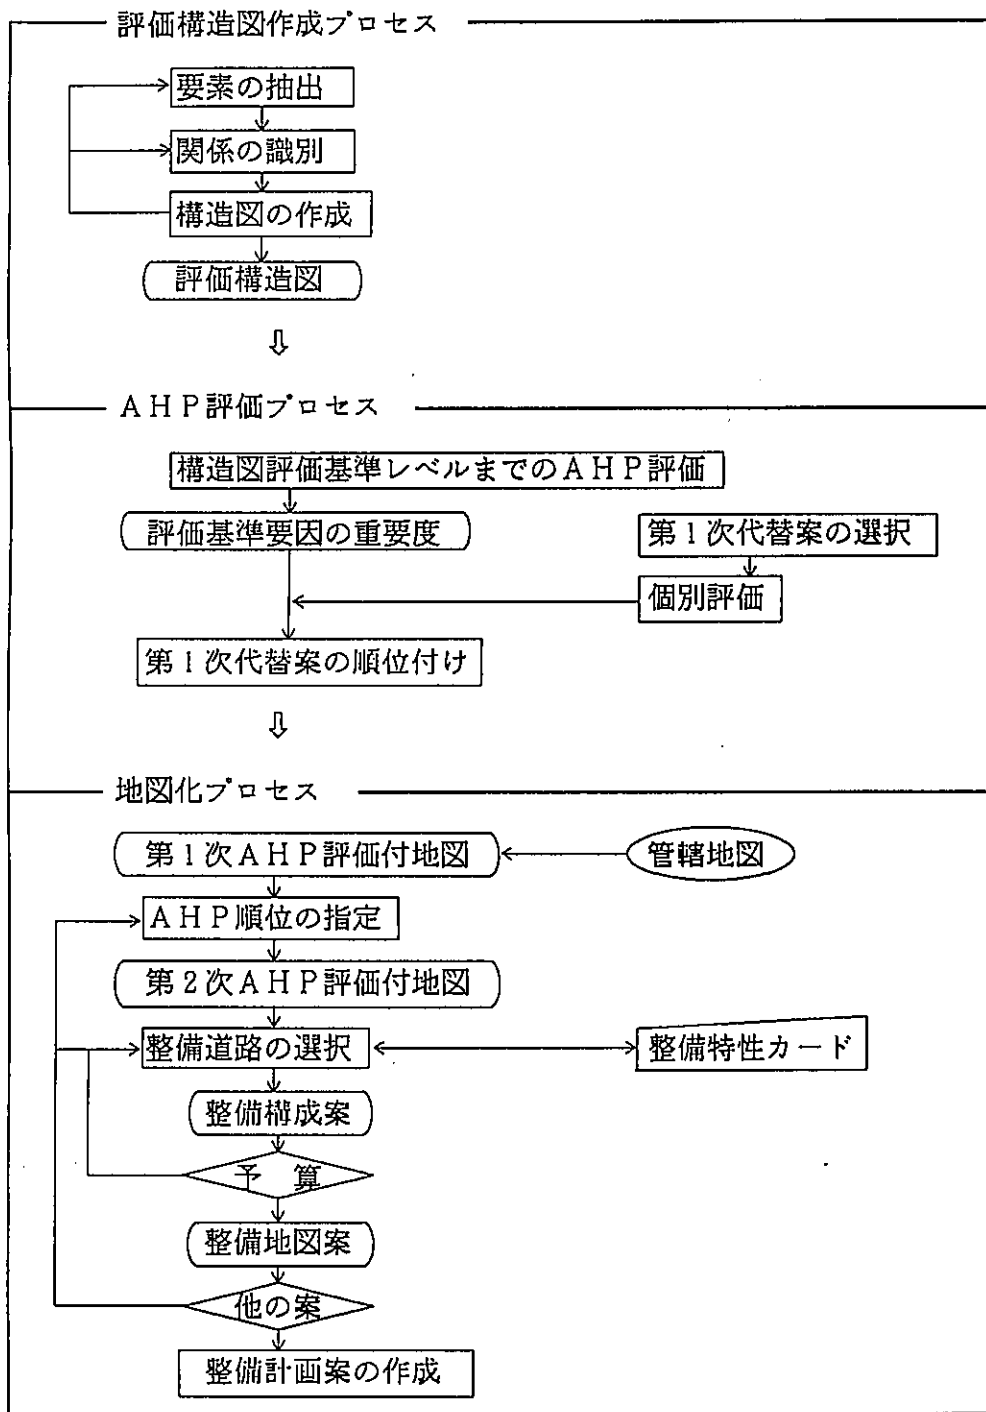 評価構造図作成プロセス
要素の抽出
関係の識別
構造図の作成
評価構造図
⇩
AHP評価プロセス
構造図評価基準レベルまでのAHP評価
評価基準要因の重要度
第1次代替案の選択
個別評価
第1次代替案の順位付け
⇩
地図化プロセス
第1次AHP評価付地図
管轄地図
AHP順位の指定
第2次AHP評価付地図
整備道路の選択
整備特性カード
整備構成案
予　算
整備地図案
他の案
整備計画案の作成